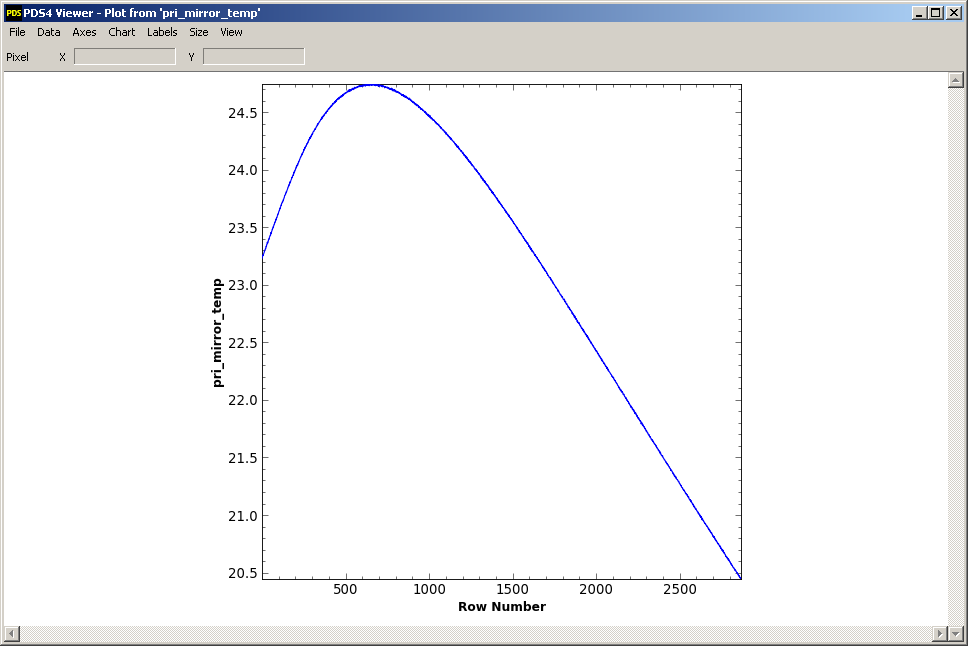 PDS PDS4 Viewer - Plot from 'pri_mirror_temp'
File Data Axes Chart Labels Size View
Pixel X Y
24.5
24.0
23.5
23.0
22.5
22.0
21.5
21.0
20.5
pri_mirror_temp
500 1000 1500 2000 2500
Row Number